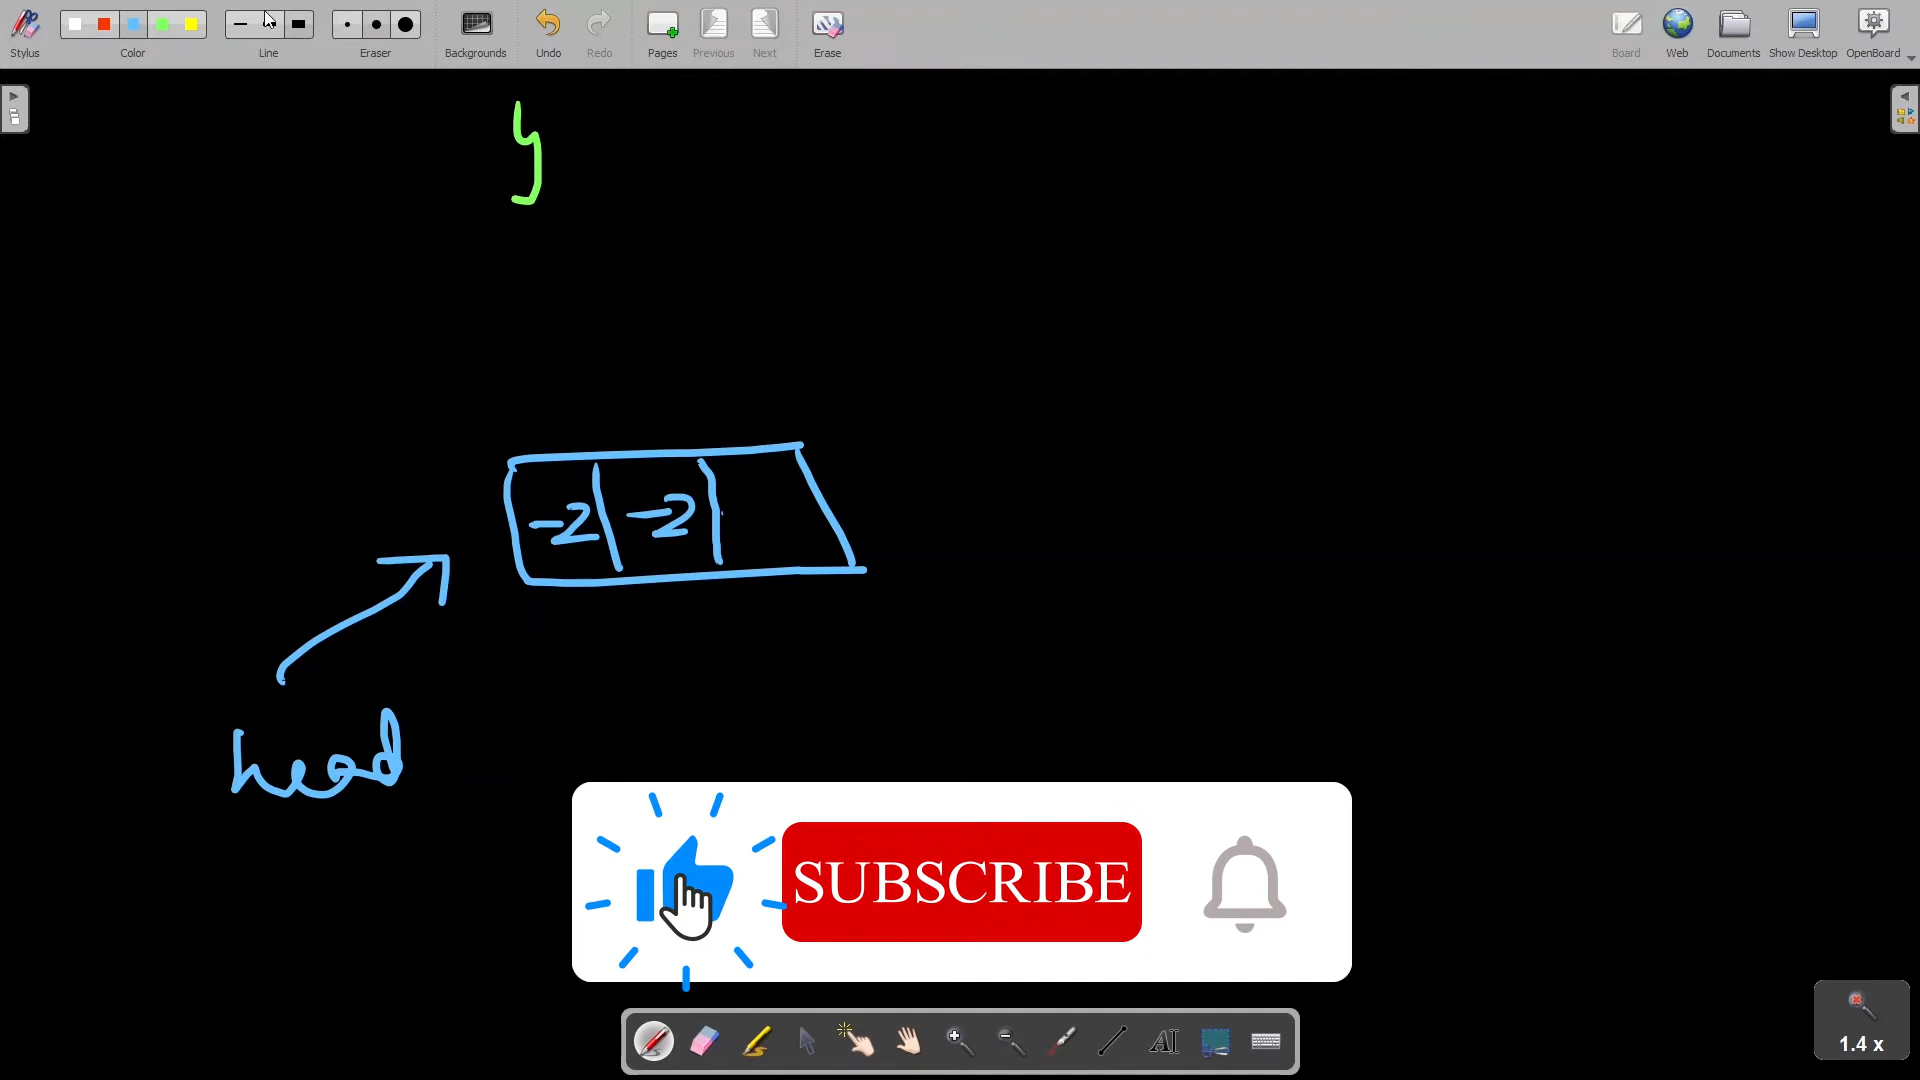 Stylus
Color
Line
Eraser
Backgrounds
Undo
Redo
Pages
Previous
Next
Erase
Board
Web
Documents
Show Desktop
OpenBoard
-2
-2
head
SUBSCRIBE
AI
1.4 x